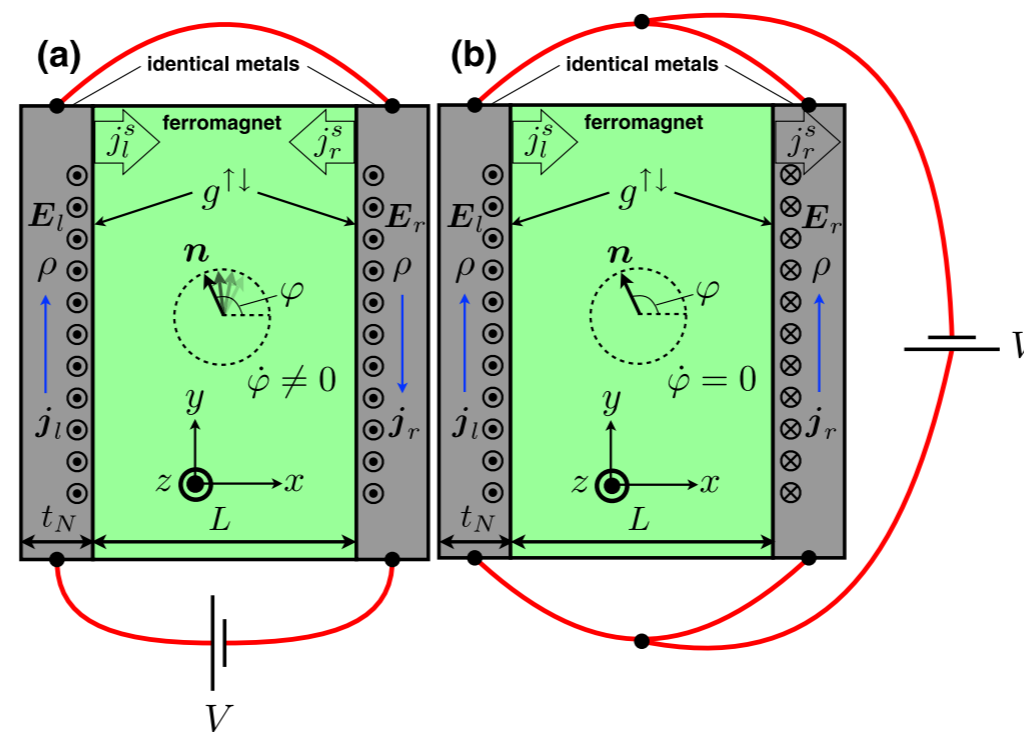 (a)
identical metals
ferromagnet
j_l^s
j_r^s
g^{↑↓}
E_l
E_r
ρ
ρ
n
φ
φ̇ ≠ 0
j_l
j_r
y
z
x
t_N
L
V
(b)
identical metals
ferromagnet
j_l^s
j_r^s
g^{↑↓}
E_l
E_r
ρ
ρ
n
φ
φ̇ = 0
j_l
j_r
y
z
x
t_N
L
V